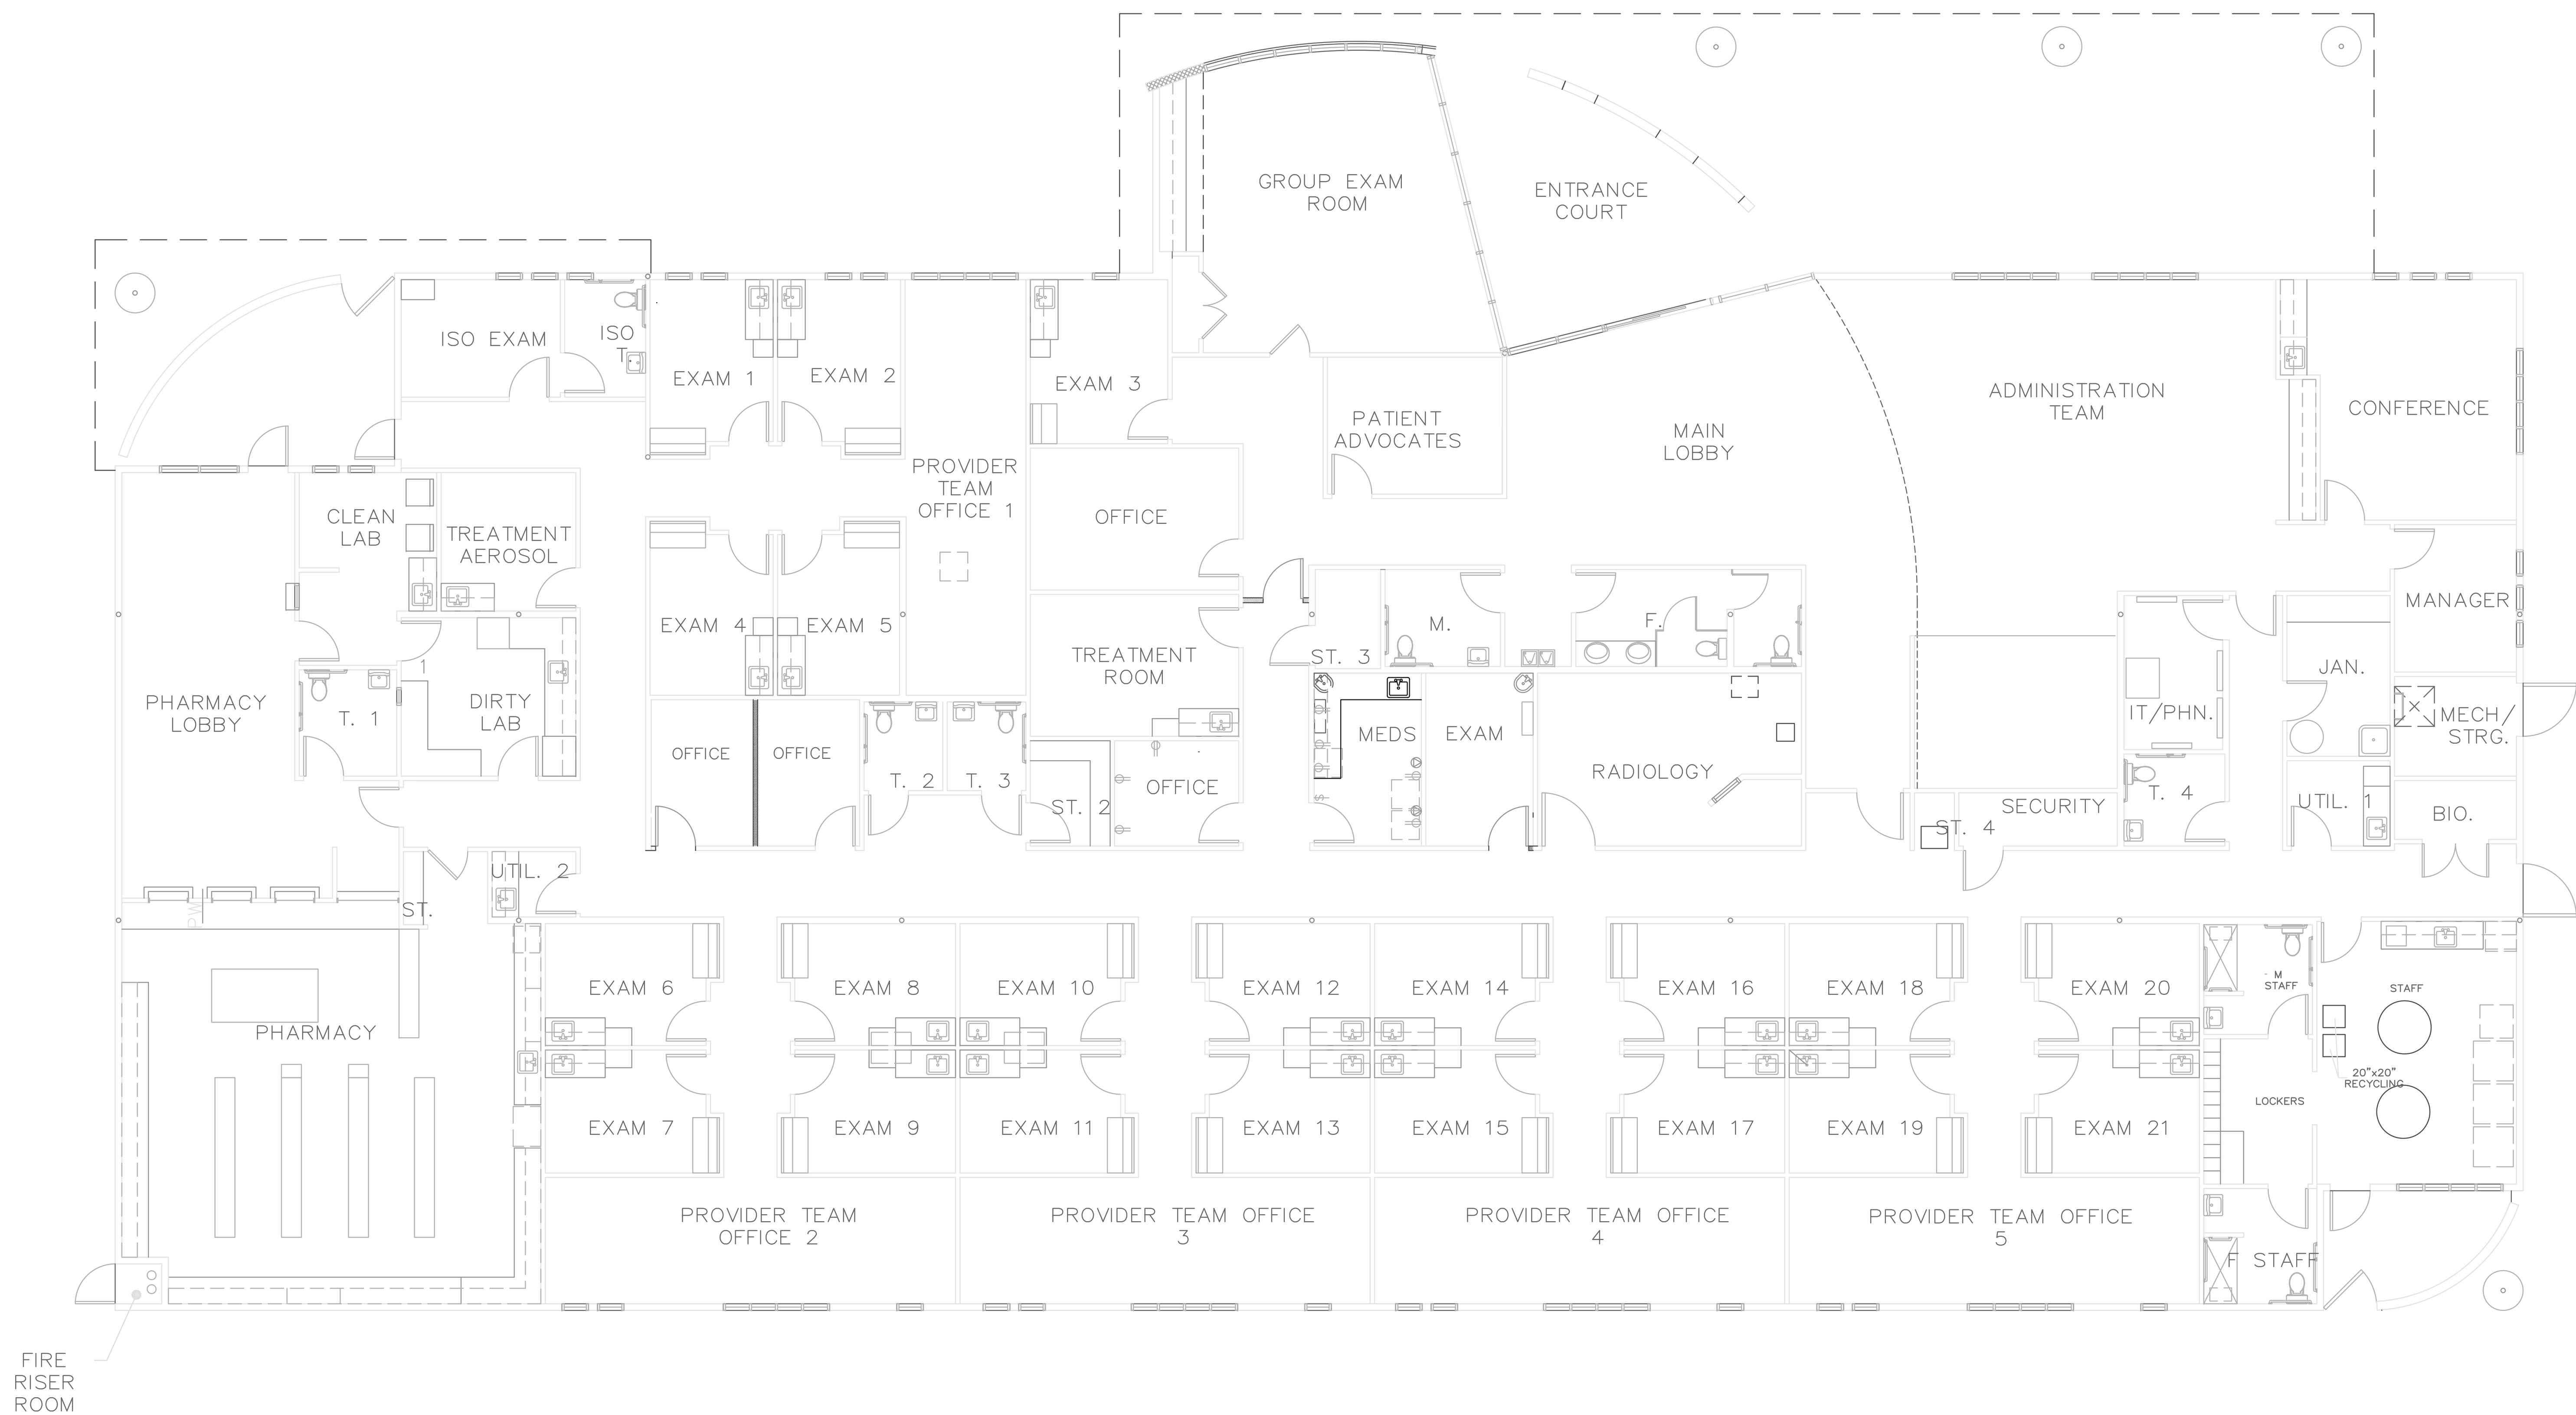 GROUP EXAM
ROOM
ENTRANCE
COURT
ISO EXAM
ISO
T
EXAM 1
EXAM 2
EXAM 3
PROVIDER
TEAM
OFFICE 1
PATIENT
ADVOCATES
MAIN
LOBBY
ADMINISTRATION
TEAM
CONFERENCE
CLEAN
LAB
TREATMENT
AEROSOL
OFFICE
EXAM 4
EXAM 5
TREATMENT
ROOM
ST. 3
M.
F.
MANAGER
JAN.
1
PHARMACY
LOBBY
T. 1
DIRTY
LAB
OFFICE
OFFICE
T. 2
T. 3
ST. 2
OFFICE
MEDS
EXAM
RADIOLOGY
IT/PHN.
MECH/
STRG.
ST. 4
SECURITY
T. 4
UTIL. 1
BIO.
UTIL. 2
ST.
PW
S
PHARMACY
EXAM 6
EXAM 8
EXAM 10
EXAM 12
EXAM 14
EXAM 16
EXAM 18
EXAM 20
M
STAFF
STAFF
20"x20"
RECYCLING
LOCKERS
EXAM 7
EXAM 9
EXAM 11
EXAM 13
EXAM 15
EXAM 17
EXAM 19
EXAM 21
PROVIDER TEAM
OFFICE 2
PROVIDER TEAM OFFICE
3
PROVIDER TEAM OFFICE
4
PROVIDER TEAM OFFICE
5
F STAFF
FIRE
RISER
ROOM